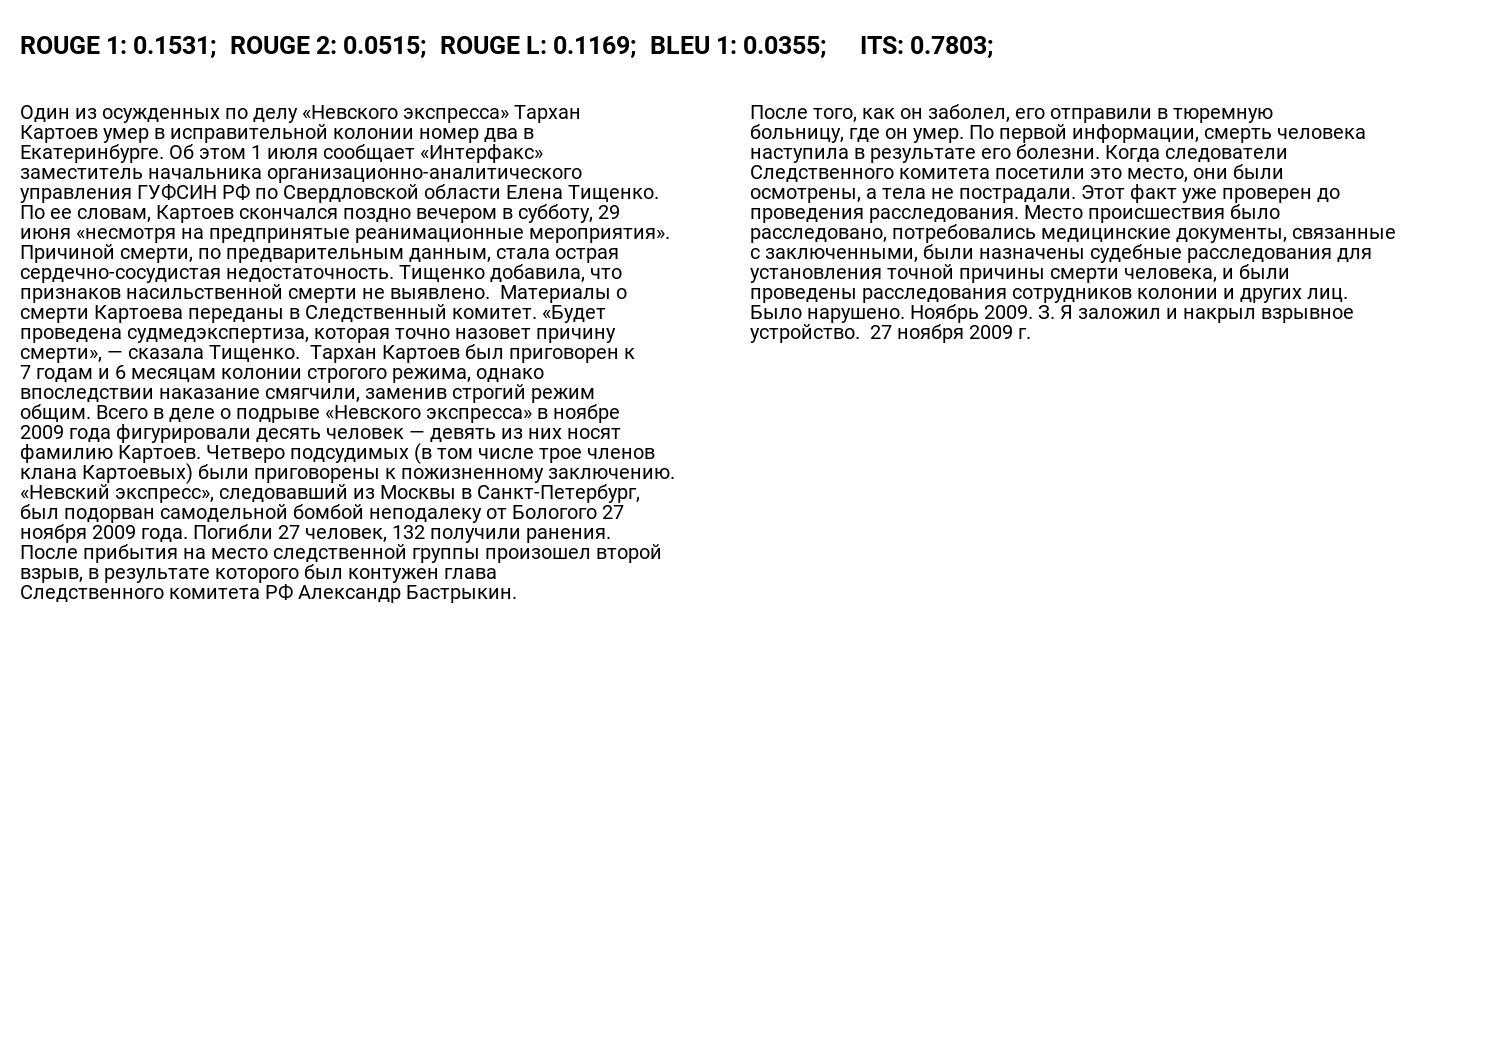 ROUGE 1: 0.1531;  ROUGE 2: 0.0515;  ROUGE L: 0.1169;  BLEU 1: 0.0355;     ITS: 0.7803;
Один из осужденных по делу «Невского экспресса» Тархан
Картоев умер в исправительной колонии номер два в
Екатеринбурге. Об этом 1 июля сообщает «Интерфакс»
заместитель начальника организационно-аналитического
управления ГУФСИН РФ по Свердловской области Елена Тищенко.
По ее словам, Картоев скончался поздно вечером в субботу, 29
июня «несмотря на предпринятые реанимационные мероприятия».
Причиной смерти, по предварительным данным, стала острая
сердечно-сосудистая недостаточность. Тищенко добавила, что
признаков насильственной смерти не выявлено.  Материалы о
смерти Картоева переданы в Следственный комитет. «Будет
проведена судмедэкспертиза, которая точно назовет причину
смерти», — сказала Тищенко.  Тархан Картоев был приговорен к
7 годам и 6 месяцам колонии строгого режима, однако
впоследствии наказание смягчили, заменив строгий режим
общим. Всего в деле о подрыве «Невского экспресса» в ноябре
2009 года фигурировали десять человек — девять из них носят
фамилию Картоев. Четверо подсудимых (в том числе трое членов
клана Картоевых) были приговорены к пожизненному заключению.
«Невский экспресс», следовавший из Москвы в Санкт-Петербург,
был подорван самодельной бомбой неподалеку от Бологого 27
ноября 2009 года. Погибли 27 человек, 132 получили ранения.
После прибытия на место следственной группы произошел второй
взрыв, в результате которого был контужен глава
Следственного комитета РФ Александр Бастрыкин.
После того, как он заболел, его отправили в тюремную
больницу, где он умер. По первой информации, смерть человека
наступила в результате его болезни. Когда следователи
Следственного комитета посетили это место, они были
осмотрены, а тела не пострадали. Этот факт уже проверен до
проведения расследования. Место происшествия было
расследовано, потребовались медицинские документы, связанные
с заключенными, были назначены судебные расследования для
установления точной причины смерти человека, и были
проведены расследования сотрудников колонии и других лиц.
Было нарушено. Ноябрь 2009. З. Я заложил и накрыл взрывное
устройство.  27 ноября 2009 г.